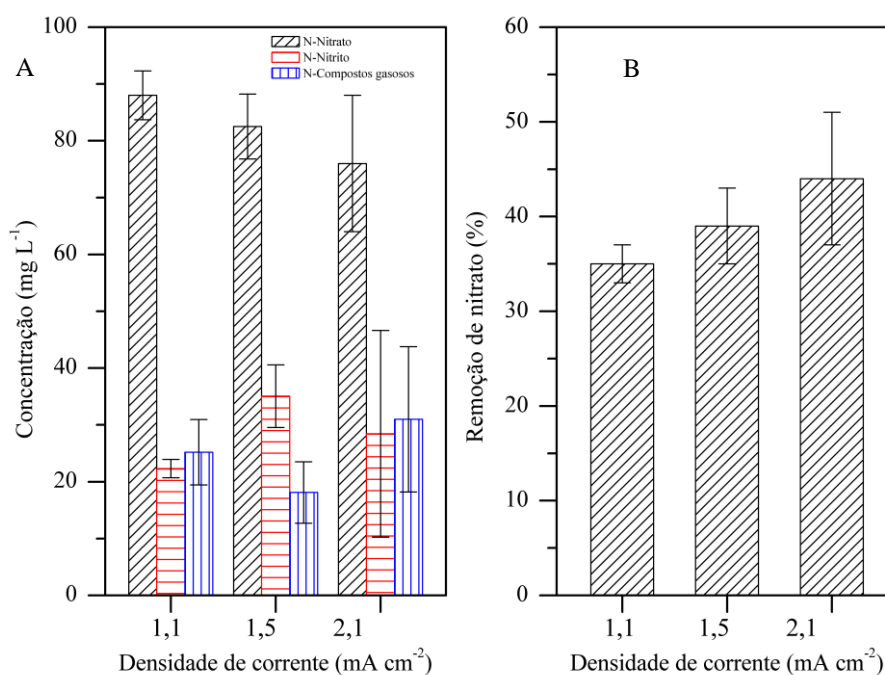 A
N-Nitrato
N-Nitrito
N-Compostos gasosos
Concentração (mg L⁻¹)
100
80
60
40
20
0
1,1
1,5
2,1
Densidade de corrente (mA cm⁻²)
B
Remoção de nitrato (%)
60
50
40
30
20
10
0
1,1
1,5
2,1
Densidade de corrente (mA cm⁻²)